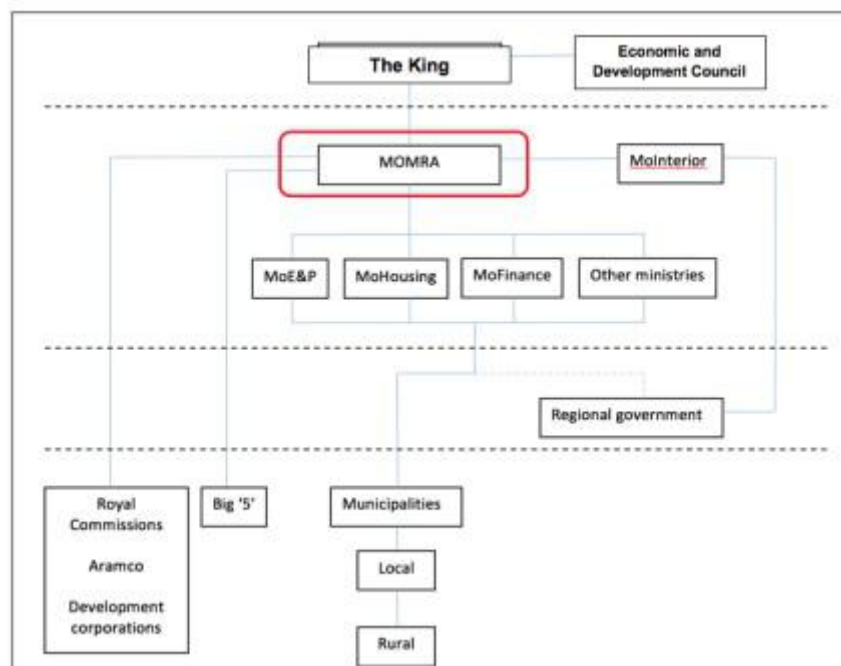 The King
Economic and
Development Council
MOMRA
MoInterior
MoE&P
MoHousing
MoFinance
Other ministries
Regional government
Royal
Commissions
Aramco
Development
corporations
Big '5'
Municipalities
Local
Rural